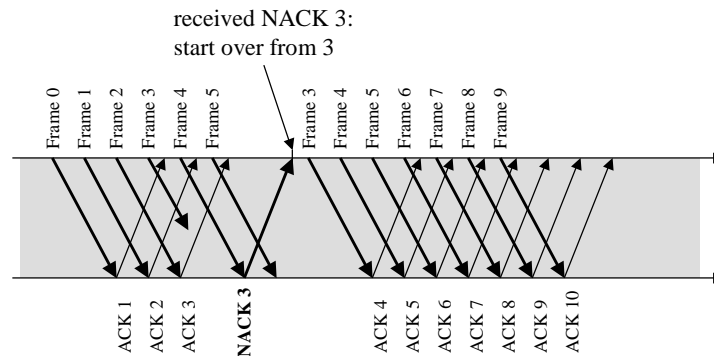 received NACK 3:
start over from 3
Frame 0
Frame 1
Frame 2
Frame 3
Frame 4
Frame 5
Frame 3
Frame 4
Frame 5
Frame 6
Frame 7
Frame 8
Frame 9
ACK 1
ACK 2
ACK 3
NACK 3
ACK 4
ACK 5
ACK 6
ACK 7
ACK 8
ACK 9
ACK 10